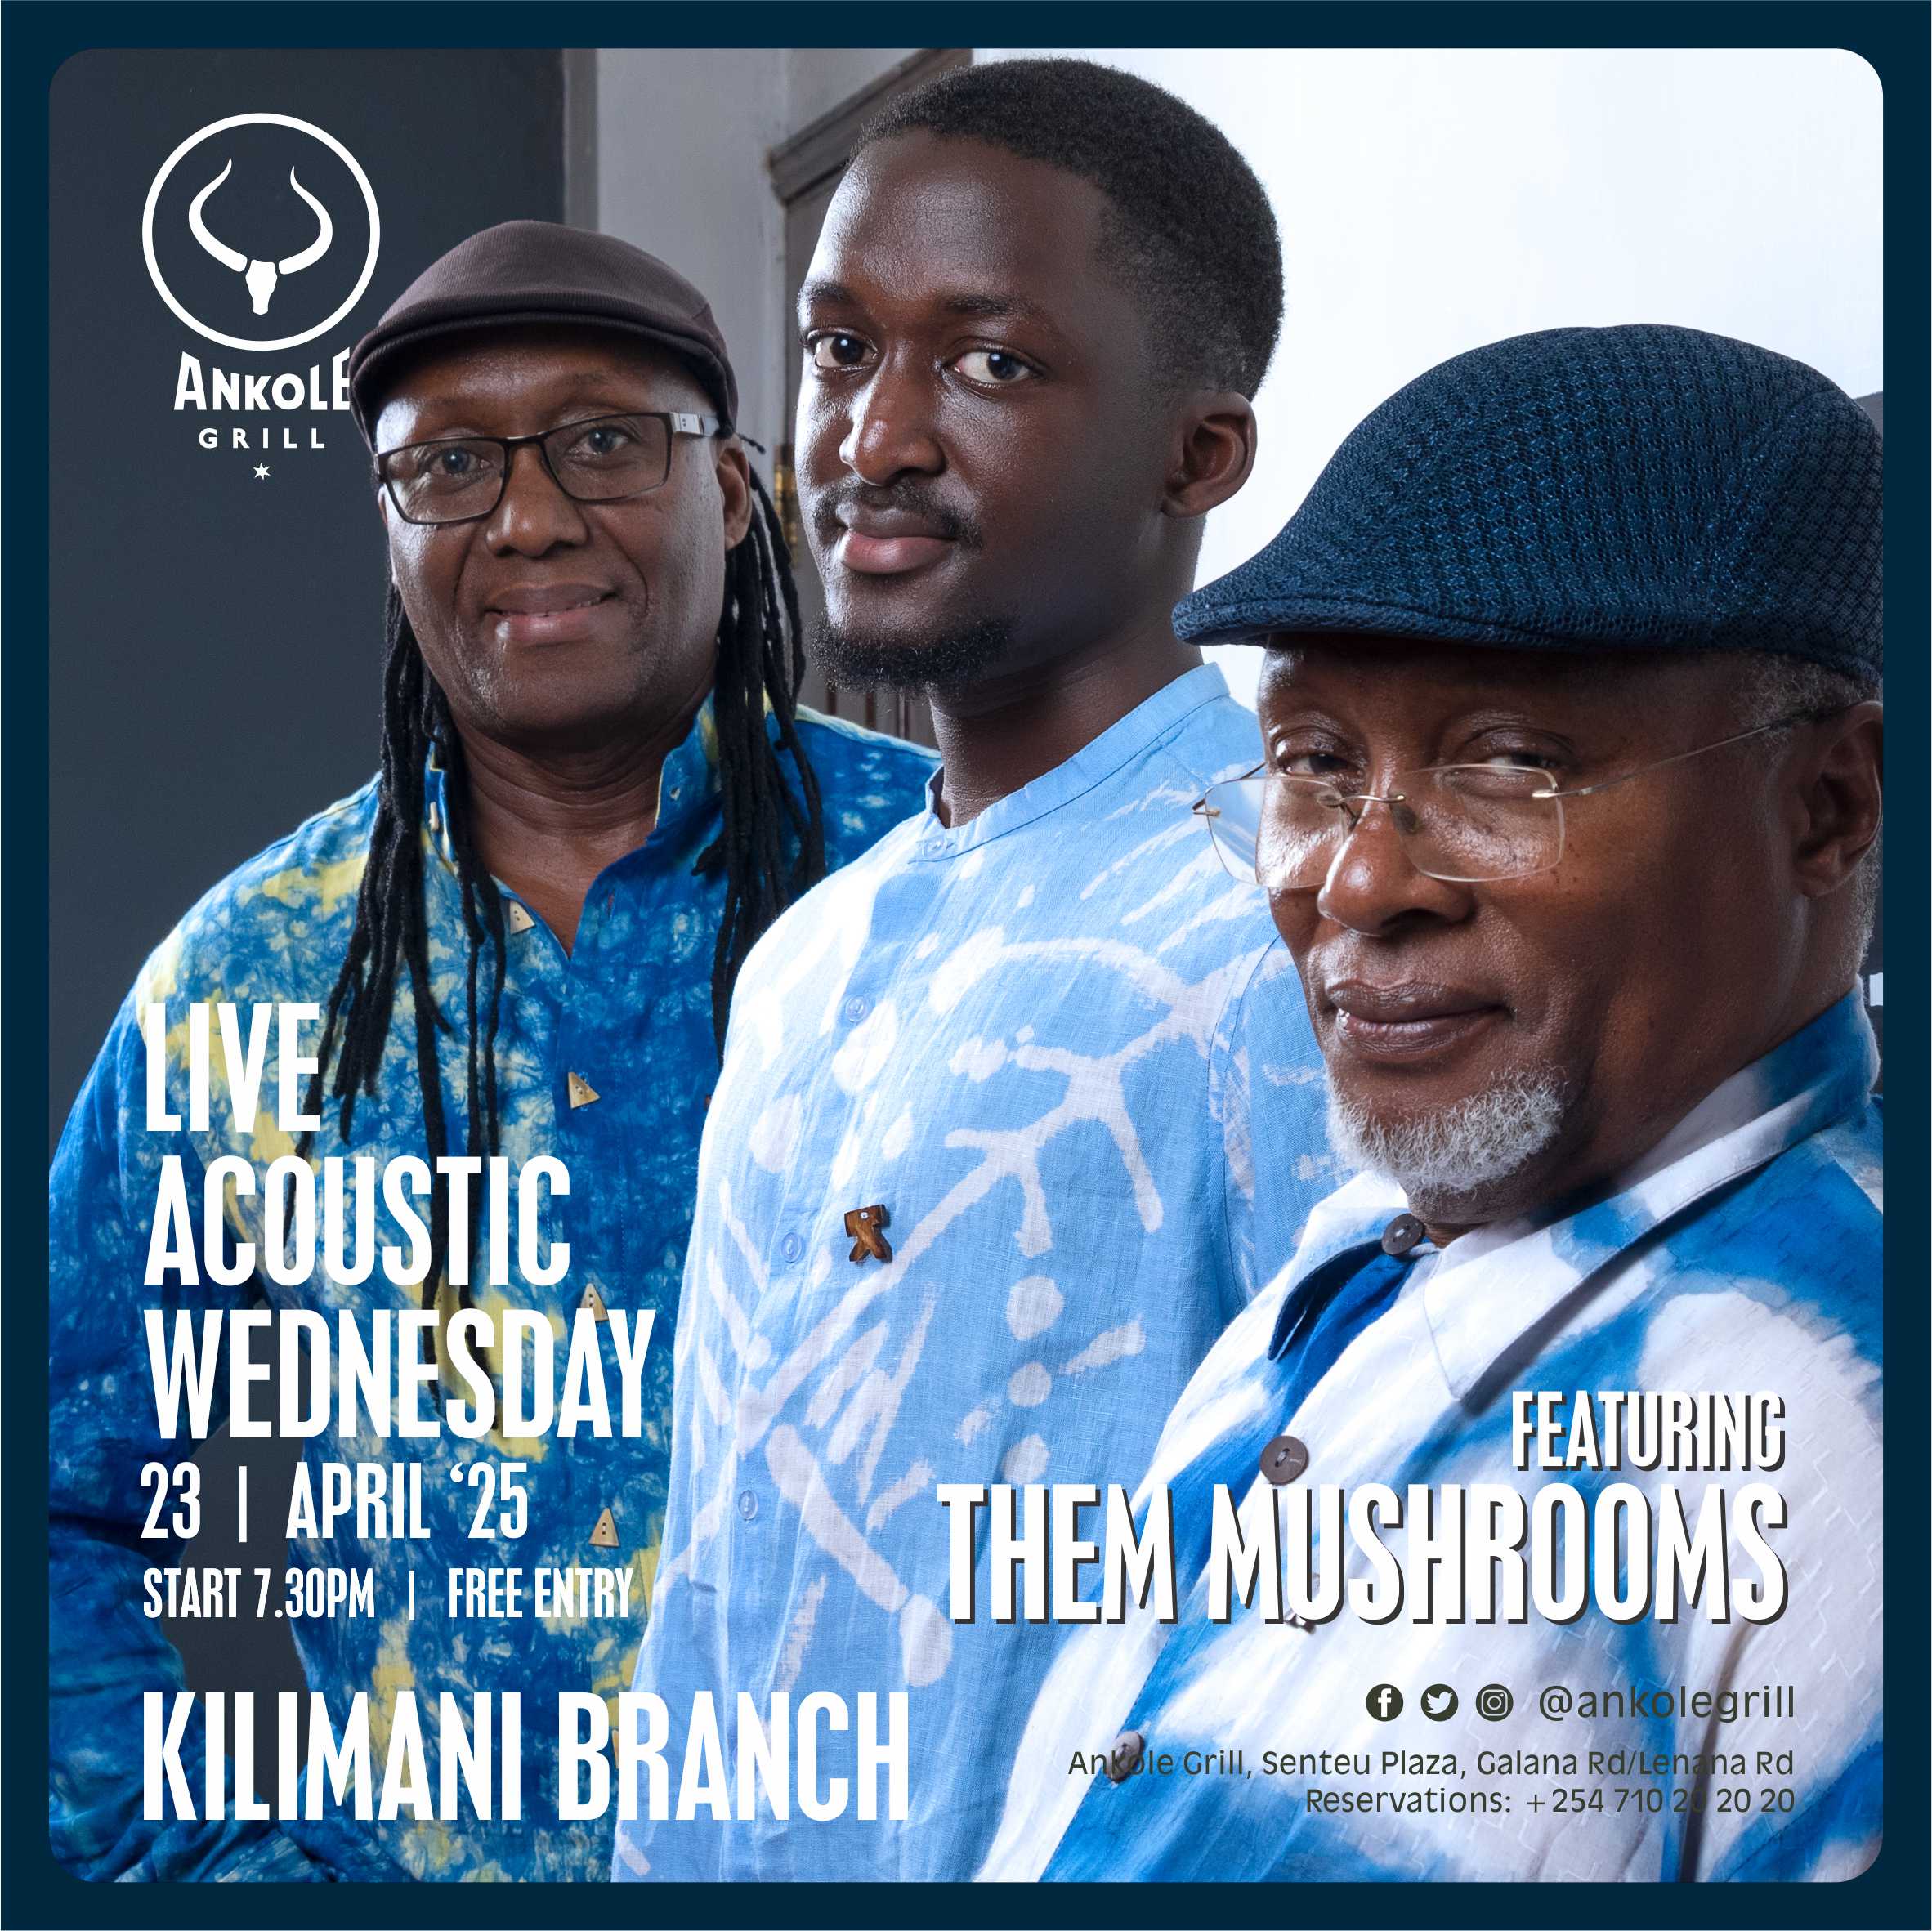 ANKOLE
GRILL
LIVE
ACOUSTIC
WEDNESDAY
23 | APRIL ‘25
START 7.30PM | FREE ENTRY
KILIMANI BRANCH
FEATURING
THEM MUSHROOMS
@ankolegrill
Ankole Grill, Senteu Plaza, Galana Rd/Lenana Rd
Reservations: +254 710 20 20 20